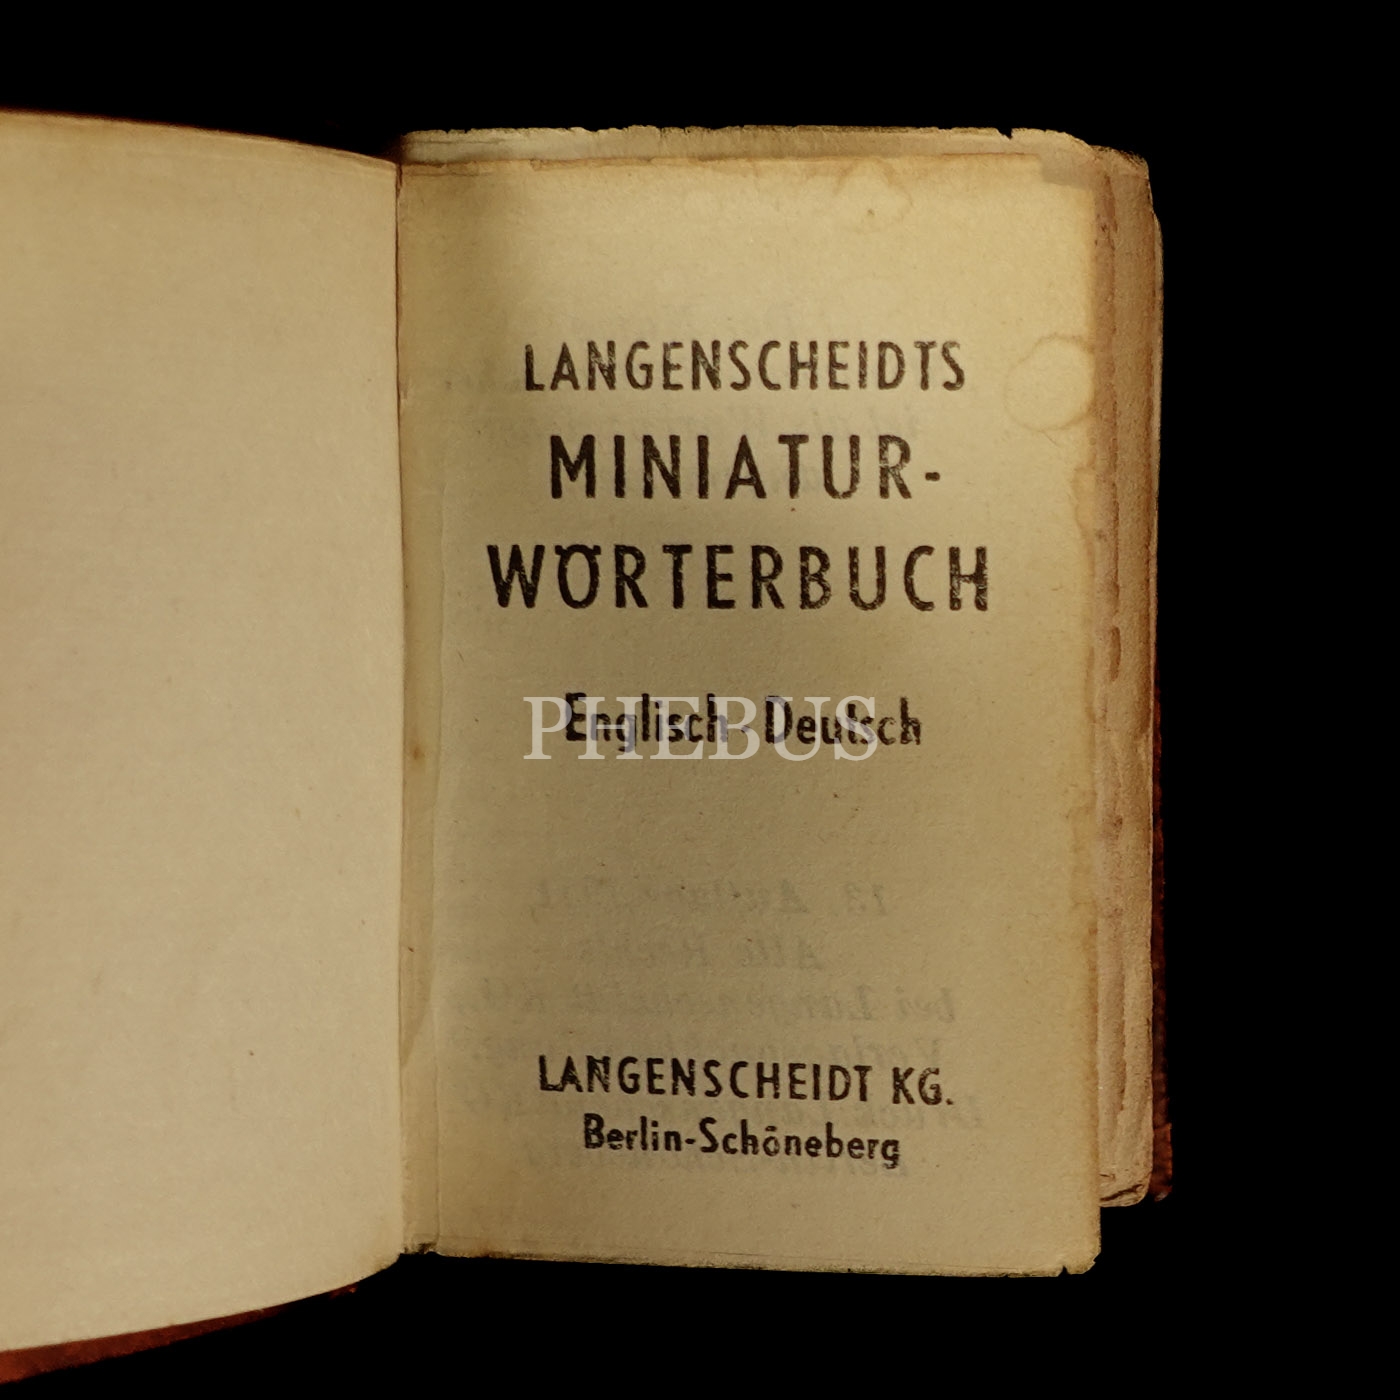 LANGENSCHEIDTS
MINIATUR-
WÖRTERBUCH
Englisch-Deutsch
PHEBUS
LANGENSCHEIDT KG.
Berlin-Schöneberg